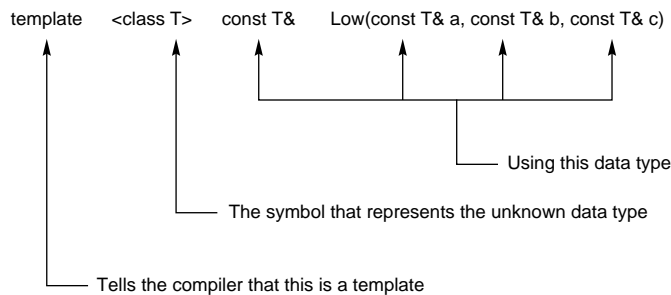 template <class T> const T& Low(const T& a, const T& b, const T& c)
Using this data type
The symbol that represents the unknown data type
Tells the compiler that this is a template